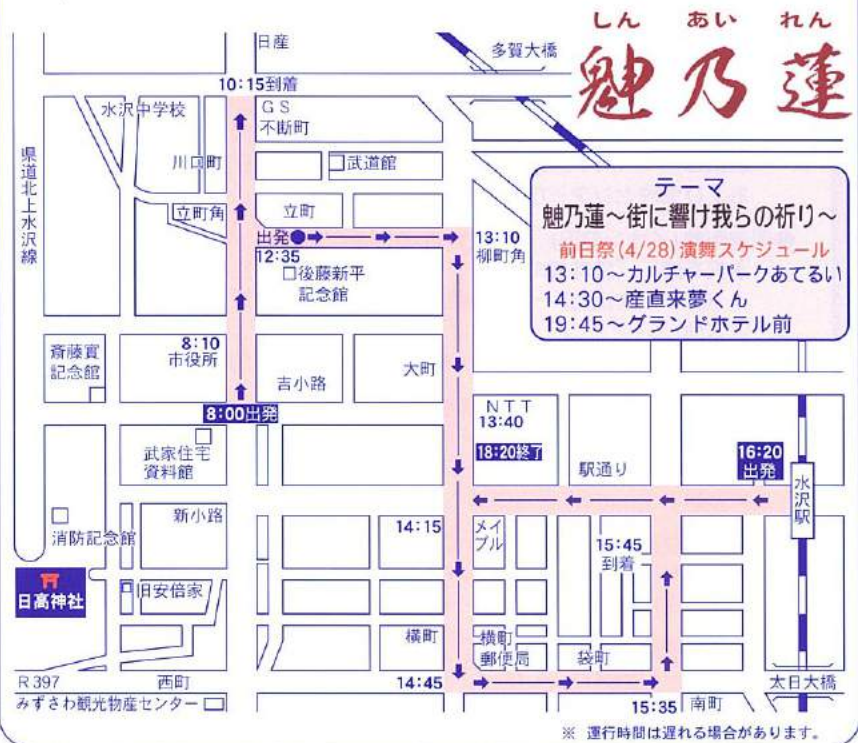 しん あい れん
魁乃蓮
日産
多賀大橋
10:15到着
水沢中学校
GS
不断町
川口町
武道館
県道北上水沢線
テーマ
魁乃蓮～街に響け我らの祈り～
前日祭(4/28)演舞スケジュール
13:10～カルチャーパークあてるい
14:30～産直来夢くん
19:45～グランドホテル前
立町角
立町
出発
12:35
13:10
柳町角
後藤新平
記念館
斎藤實
記念館
8:10
市役所
大町
吉小路
8:00出発
NTT
13:40
18:20終了
駅通り
16:20
出発
水沢駅
武家住宅
資料館
新小路
消防記念館
14:15
メイプル
15:45
到着
日高神社
旧安倍家
横町
横町
郵便局
袋町
R397
西町
14:45
みずさわ観光物産センター
15:35
南町
太日大橋
※ 運行時間は遅れる場合があります。